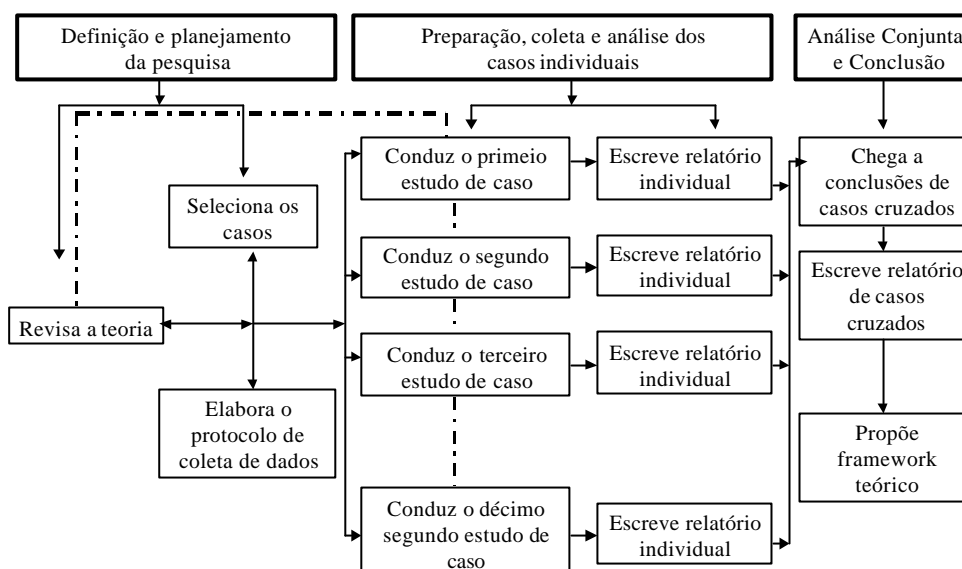 Definição e planejamento
da pesquisa
Preparação, coleta e análise dos
casos individuais
Análise Conjunta
e Conclusão
Conduz o primeio
estudo de caso
Escreve relatório
individual
Chega a
conclusões de
casos cruzados
Seleciona os
casos
Conduz o segundo
estudo de caso
Escreve relatório
individual
Escreve relatório
de casos
cruzados
Revisa a teoria
Conduz o terceiro
estudo de caso
Escreve relatório
individual
Elabora o
protocolo de
coleta de dados
Propõe
framework
teórico
Conduz o décimo
segundo estudo de
caso
Escreve relatório
individual